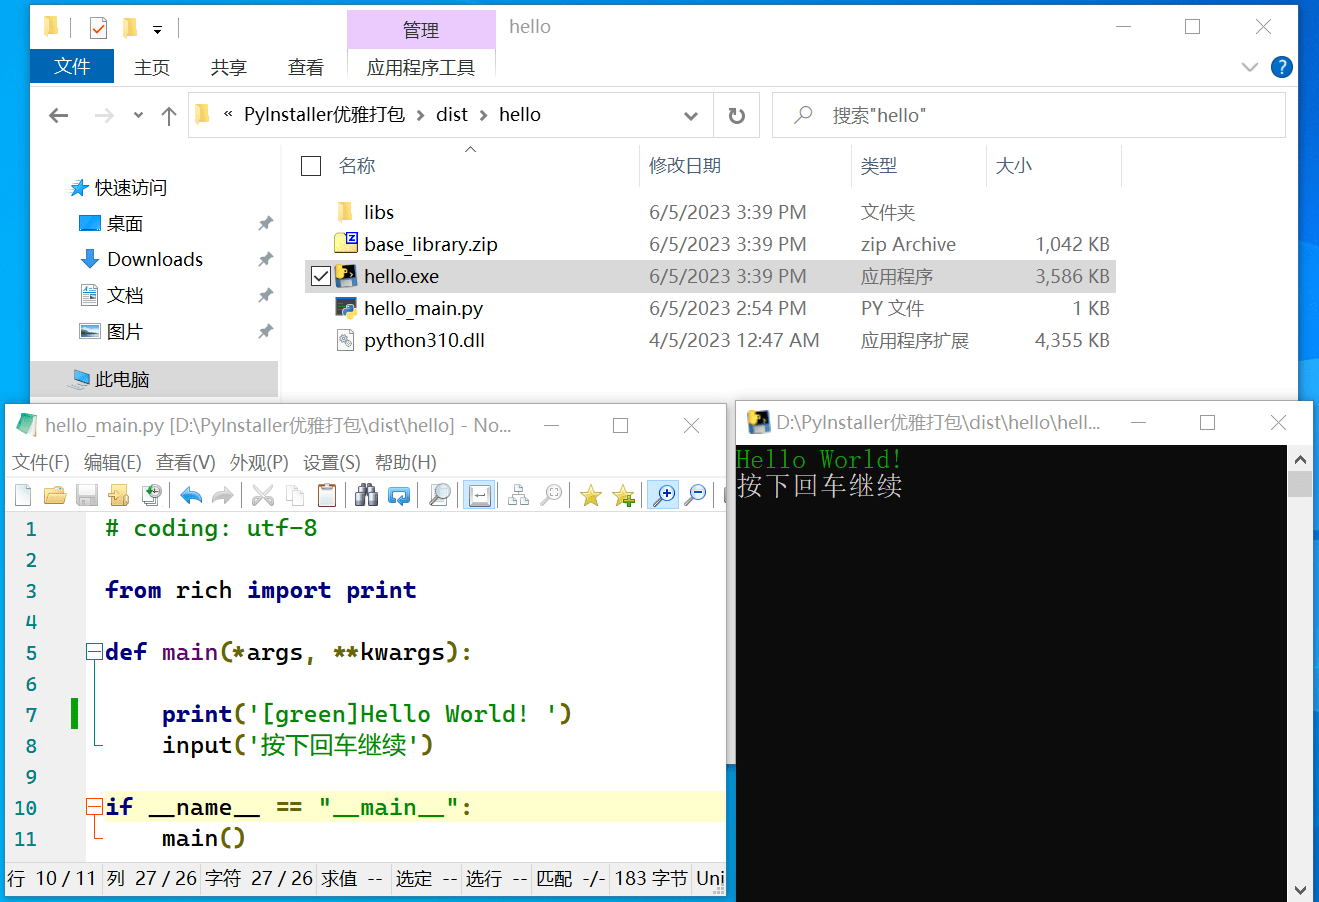 管理
hello
文件 主页 共享 查看 应用程序工具
« PyInstaller优雅打包 › dist › hello
搜索"hello"
名称 修改日期 类型 大小
快速访问
桌面
Downloads
文档
图片
此电脑
libs 6/5/2023 3:39 PM 文件夹
base_library.zip 6/5/2023 3:39 PM zip Archive 1,042 KB
hello.exe 6/5/2023 3:39 PM 应用程序 3,586 KB
hello_main.py 6/5/2023 2:54 PM PY 文件 1 KB
python310.dll 4/5/2023 12:47 AM 应用程序扩展 4,355 KB
hello_main.py [D:\PyInstaller优雅打包\dist\hello] - No...
文件(F) 编辑(E) 查看(V) 外观(P) 设置(S) 帮助(H)
1 # coding: utf-8
2
3 from rich import print
4
5 def main(*args, **kwargs):
6
7 print('[green]Hello World! ')
8 input('按下回车继续')
9
10 if __name__ == "__main__":
11 main()
行 10 / 11 列 27 / 26 字符 27 / 26 求值 -- 选定 -- 选行 -- 匹配 -/- 183 字节 Uni
D:\PyInstaller优雅打包\dist\hello\hell...
Hello World!
按下回车继续